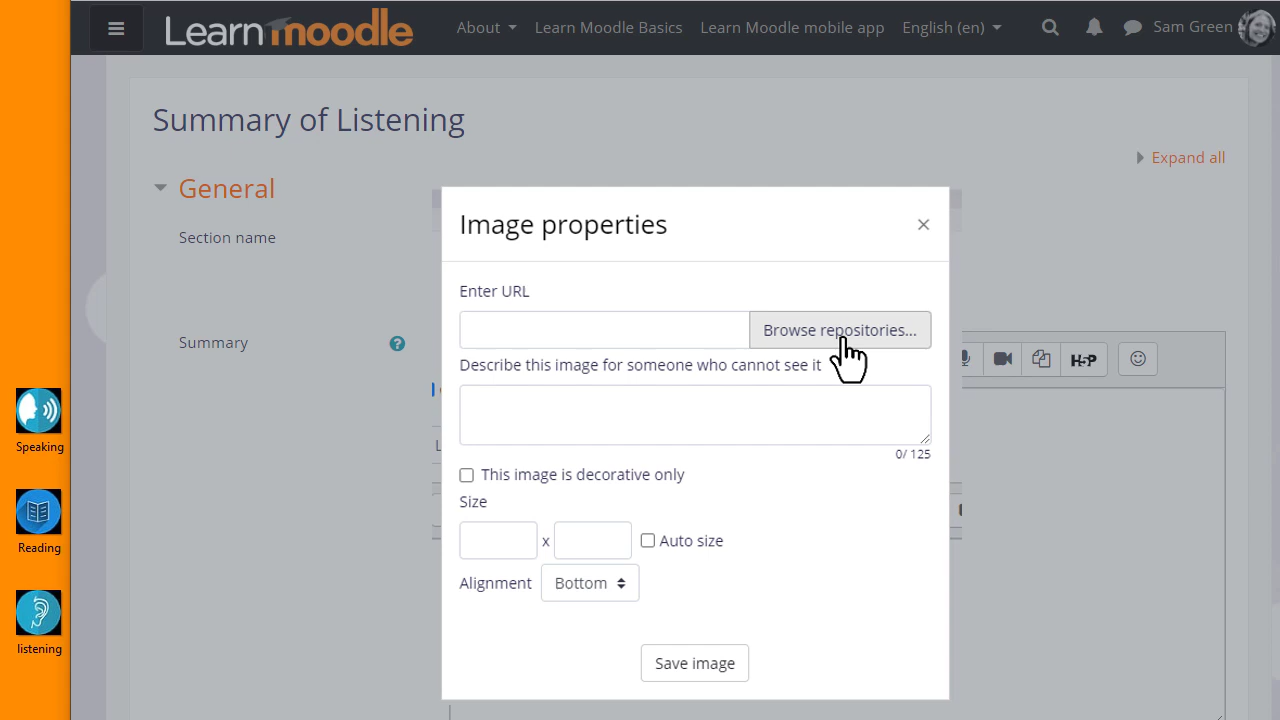 Learn moodle
About
Learn Moodle Basics
Learn Moodle mobile app
English (en)
Sam Green
Summary of Listening
Expand all
General
Section name
Summary
?
H5P
Image properties
×
Enter URL
Browse repositories...
Describe this image for someone who cannot see it
0/ 125
This image is decorative only
Size
x
Auto size
Alignment
Bottom
Save image
Speaking
Reading
listening